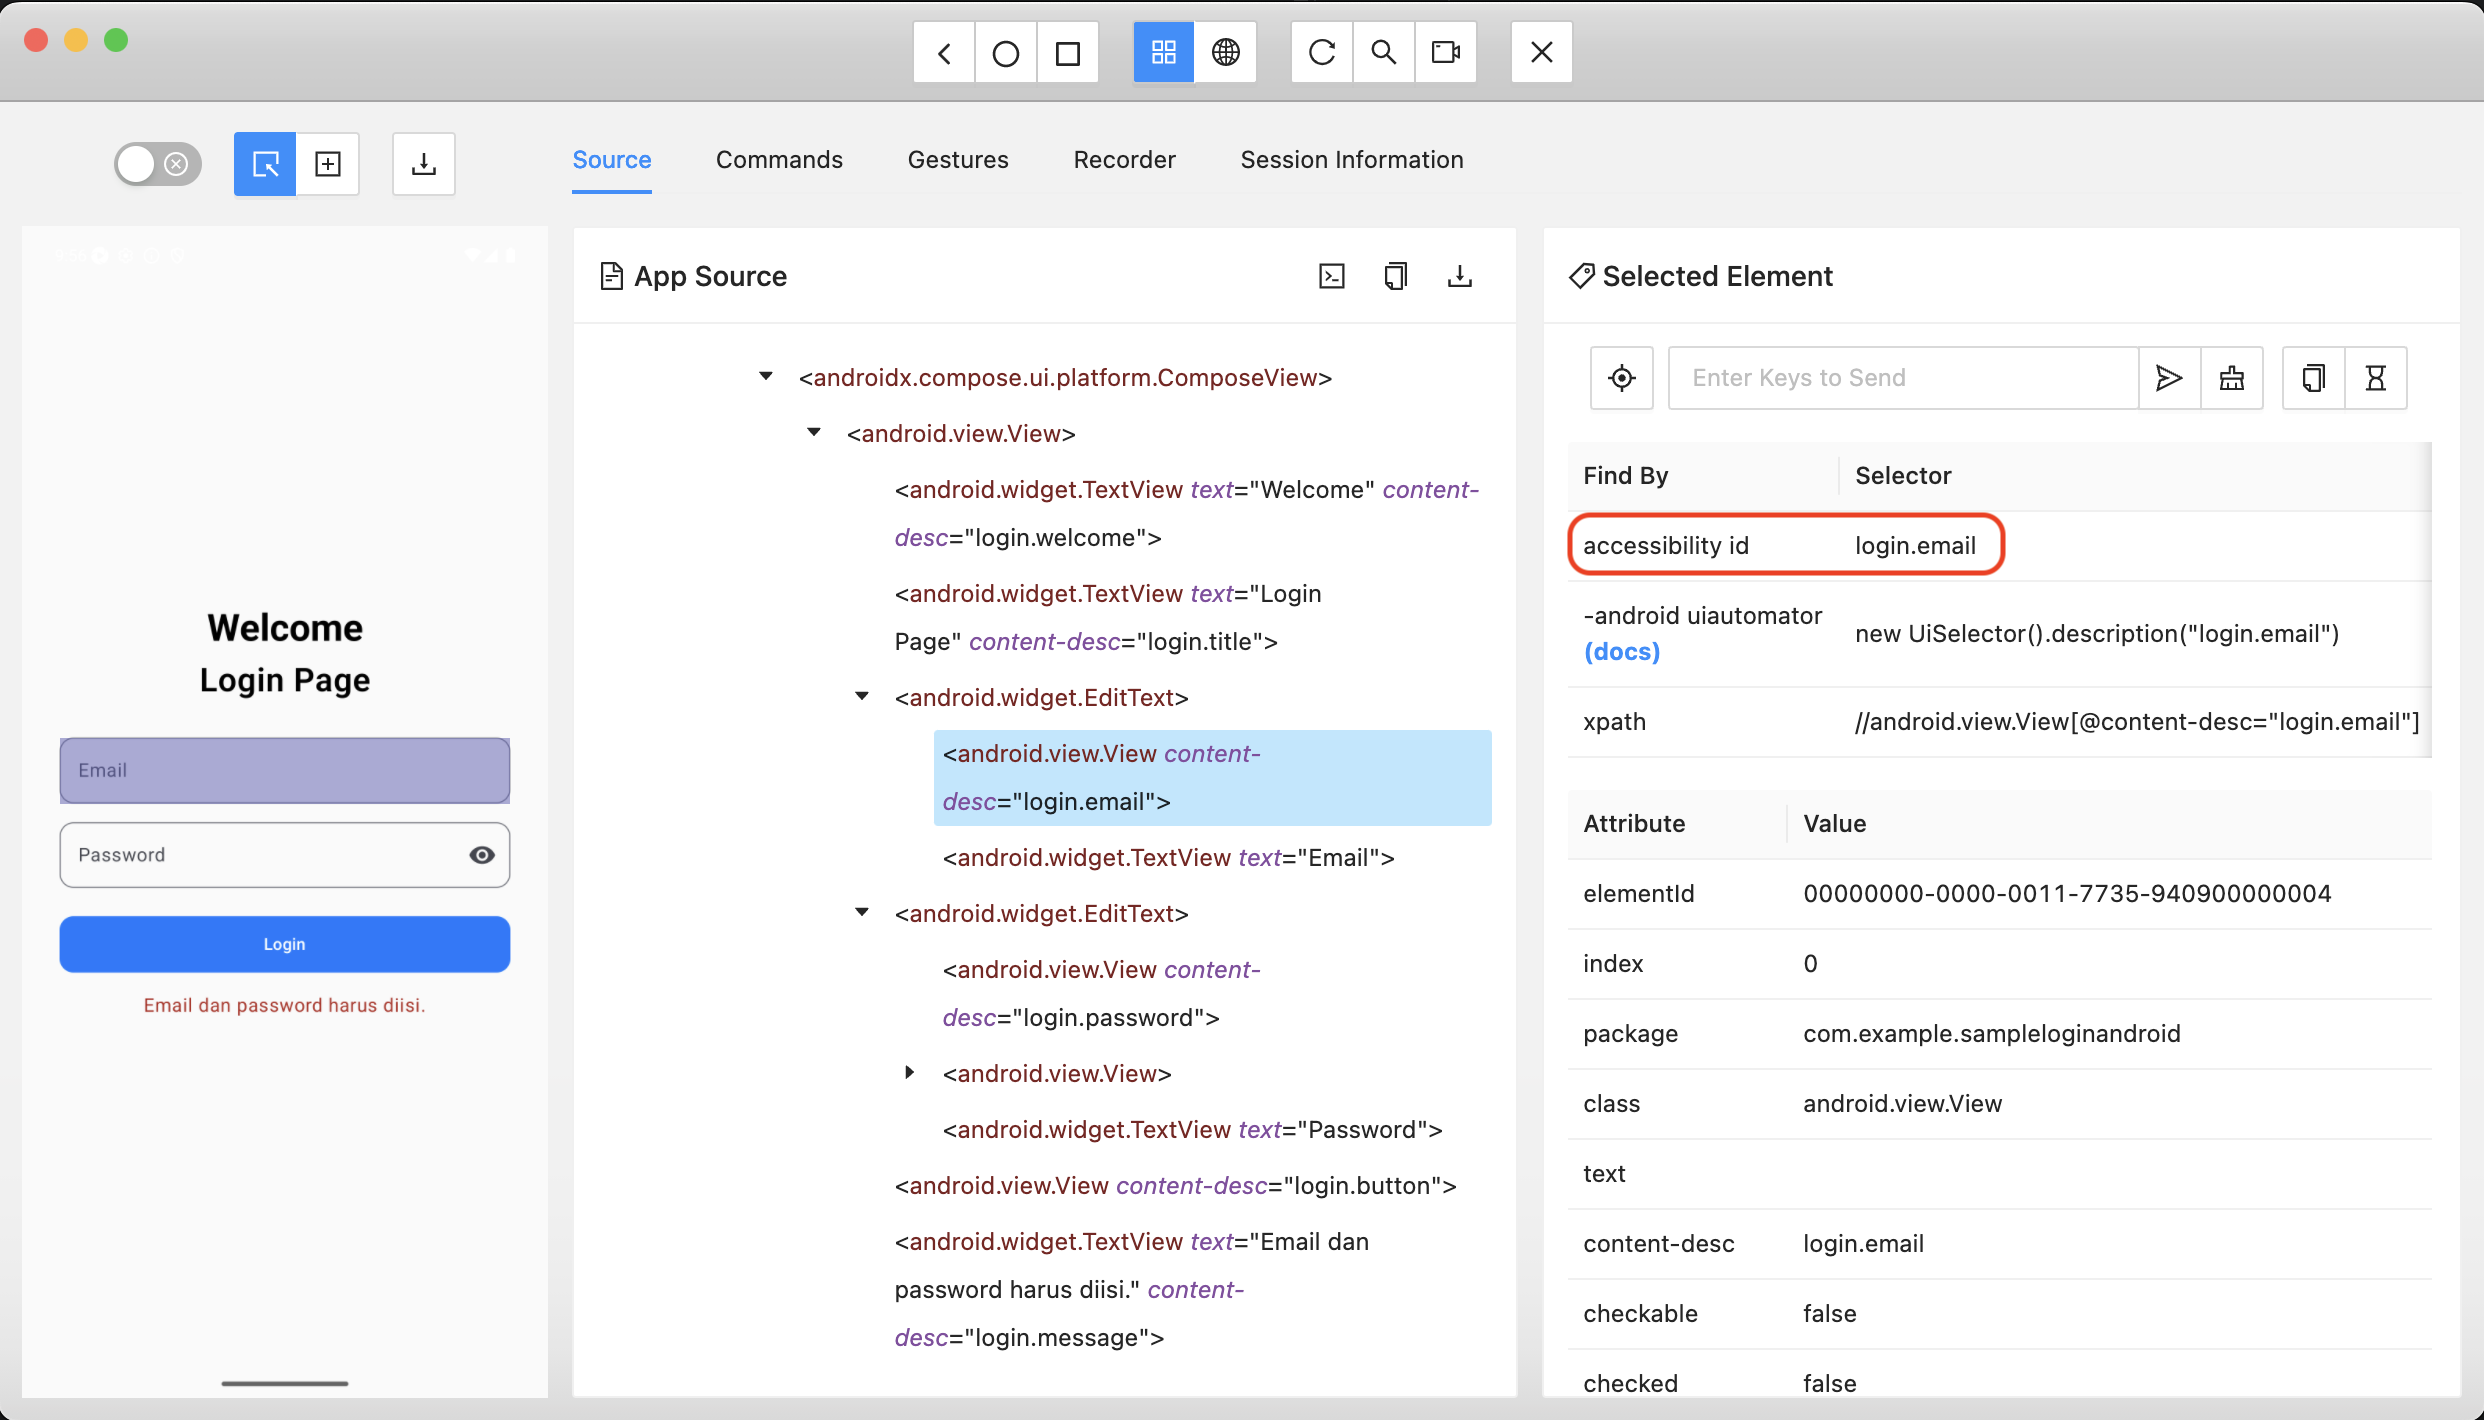 Source
Commands
Gestures
Recorder
Session Information
Welcome
Login Page
Email
Password
Login
Email dan password harus diisi.
App Source
<androidx.compose.ui.platform.ComposeView>
<android.view.View>
<android.widget.TextView text="Welcome" content-
desc="login.welcome">
<android.widget.TextView text="Login
Page" content-desc="login.title">
<android.widget.EditText>
<android.view.View content-
desc="login.email">
<android.widget.TextView text="Email">
<android.widget.EditText>
<android.view.View content-
desc="login.password">
<android.view.View>
<android.widget.TextView text="Password">
<android.view.View content-desc="login.button">
<android.widget.TextView text="Email dan
password harus diisi." content-
desc="login.message">
Selected Element
Enter Keys to Send
Find By Selector
accessibility id login.email
-android uiautomator
(docs)
new UiSelector().description("login.email")
xpath //android.view.View[@content-desc="login.email"]
Attribute Value
elementId 00000000-0000-0011-7735-940900000004
index 0
package com.example.sampleloginandroid
class android.view.View
text
content-desc login.email
checkable false
checked false